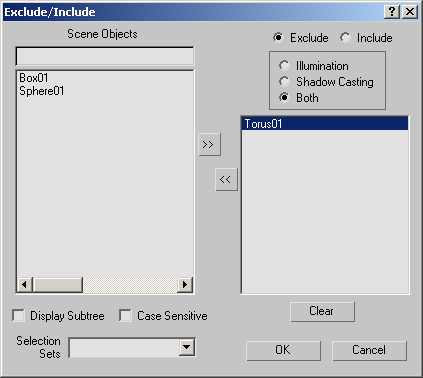 Exclude/Include
Scene Objects
Exclude
Include
Illumination
Shadow Casting
Both
Box01
Sphere01
>>
<<
Torus01
Display Subtree
Case Sensitive
Clear
Selection
Sets
OK
Cancel